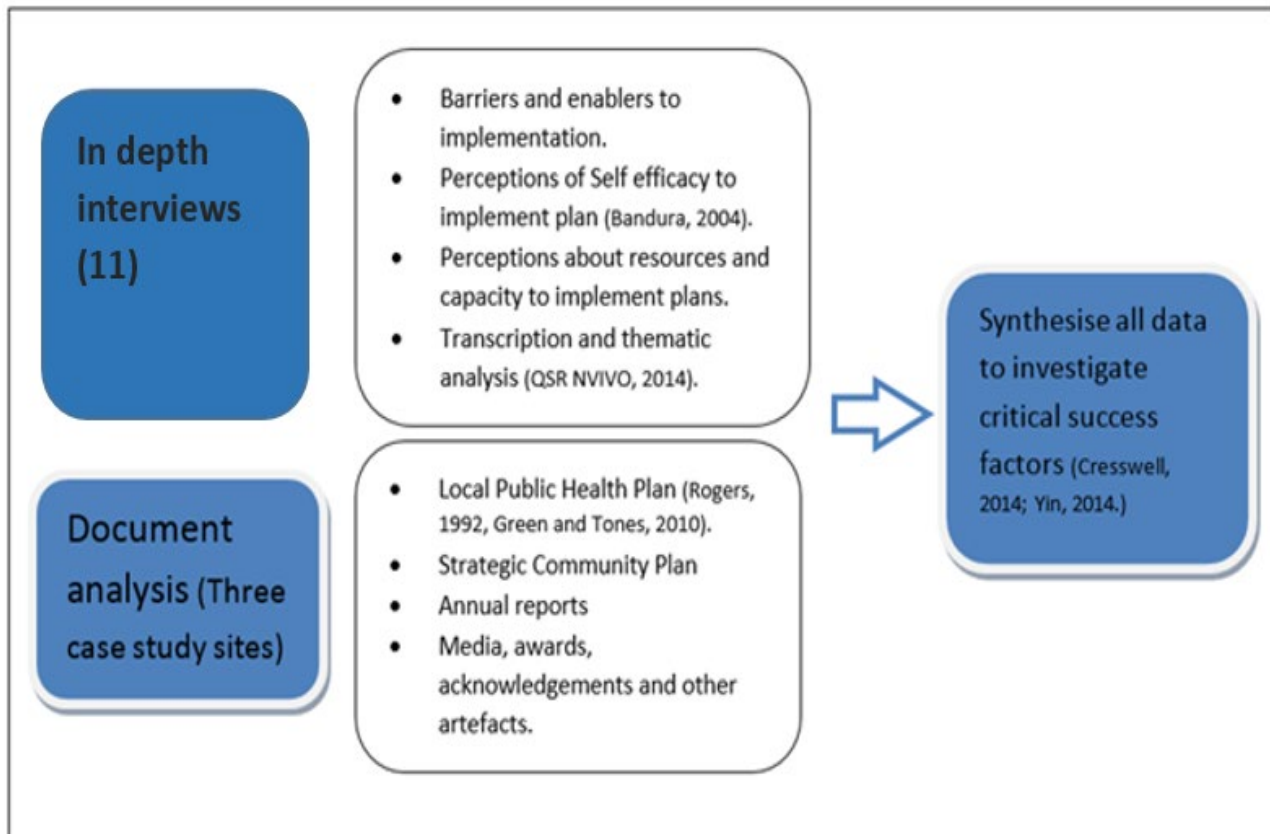 In depth
interviews
(11)
• Barriers and enablers to
implementation.
• Perceptions of Self efficacy to
implement plan (Bandura, 2004).
• Perceptions about resources and
capacity to implement plans.
• Transcription and thematic
analysis (QSR NVIVO, 2014).
Document
analysis (Three
case study sites)
• Local Public Health Plan (Rogers,
1992, Green and Tones, 2010).
• Strategic Community Plan
• Annual reports
• Media, awards,
acknowledgements and other
artefacts.
Synthesise all data
to investigate
critical success
factors (Cresswell,
2014; Yin, 2014.)